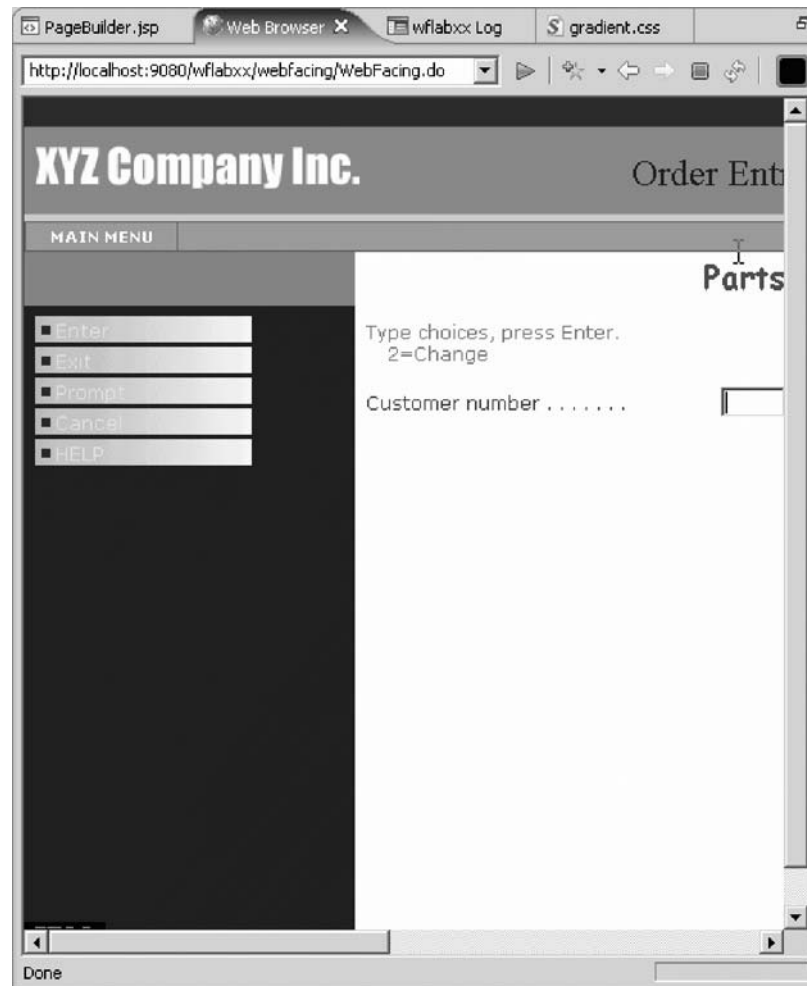 PageBuilder.jsp Web Browser wflabxx Log gradient.css
http://localhost:9080/wflabxx/webfacing/WebFacing.do
XYZ Company Inc. Order Ent
MAIN MENU
Parts
Enter
Exit
Prompt
Cancel
HELP
Type choices, press Enter.
2=Change
Customer number . . . . . . .
Done